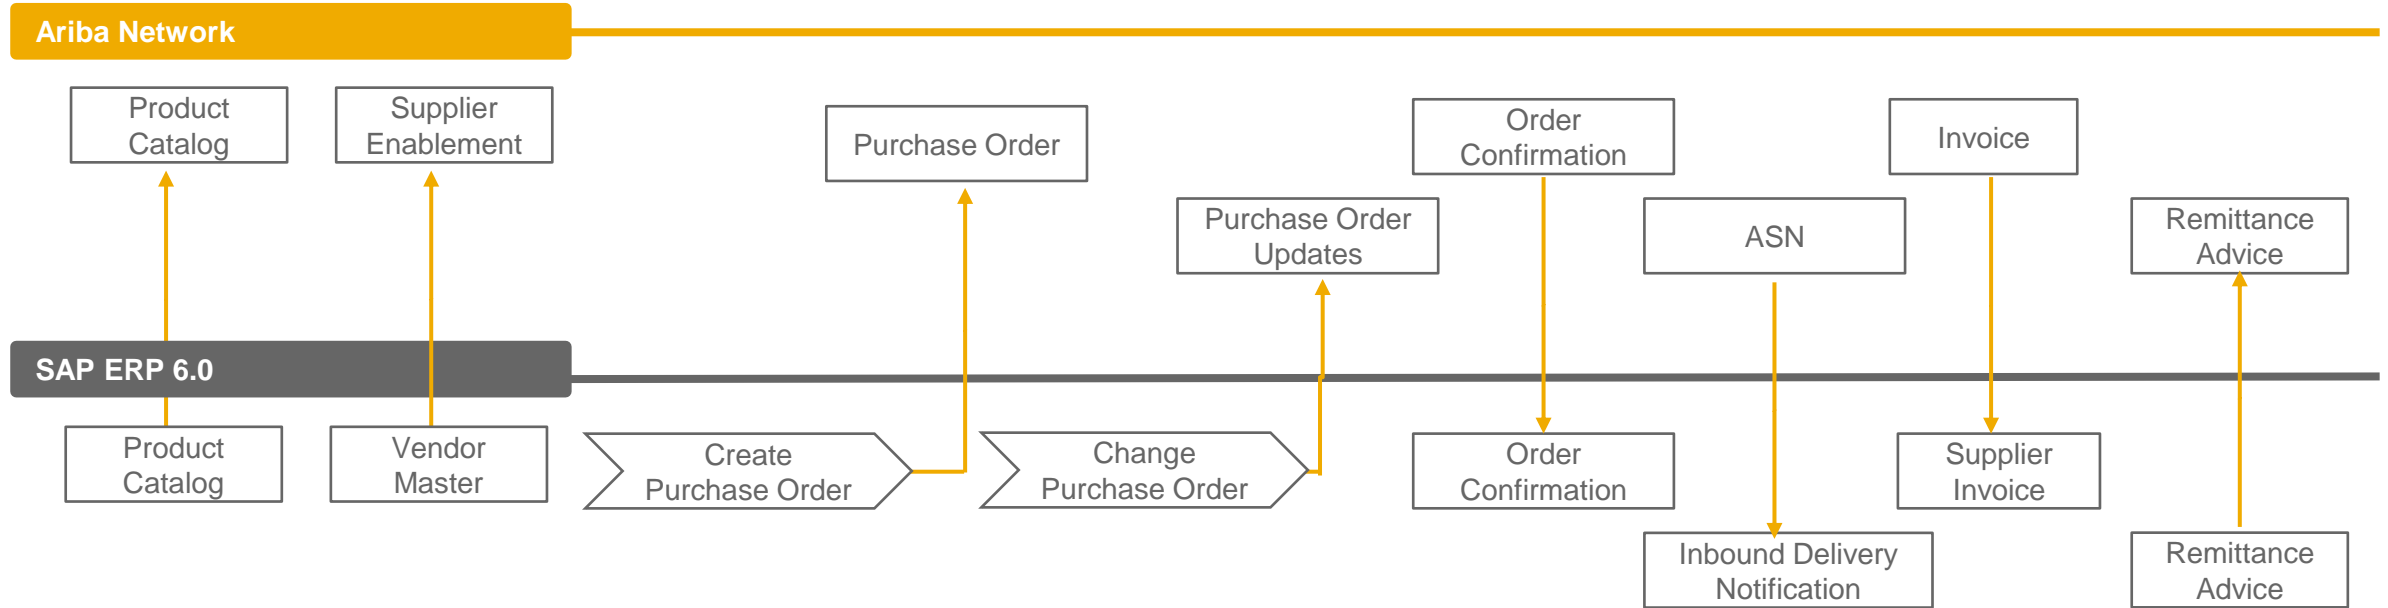 Ariba Network
Product
Catalog
Supplier
Enablement
Purchase Order
Purchase Order
Updates
Order
Confirmation
ASN
Invoice
Remittance
Advice
SAP ERP 6.0
Product
Catalog
Vendor
Master
Create
Purchase Order
Change
Purchase Order
Order
Confirmation
Inbound Delivery
Notification
Supplier
Invoice
Remittance
Advice